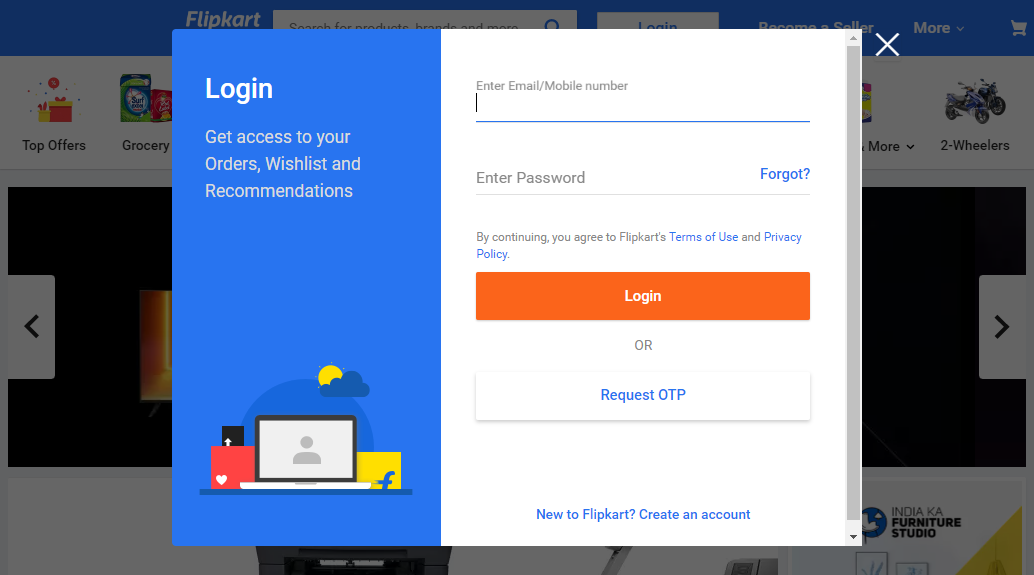 Flipkart
Search for products, brands and more
Login
Become a Seller
More
Login
Get access to your
Orders, Wishlist and
Recommendations
Enter Email/Mobile number
Enter Password
Forgot?
By continuing, you agree to Flipkart's Terms of Use and Privacy
Policy.
Login
OR
Request OTP
New to Flipkart? Create an account
Top Offers
Grocery
& More
2-Wheelers
INDIA KA
FURNITURE
STUDIO